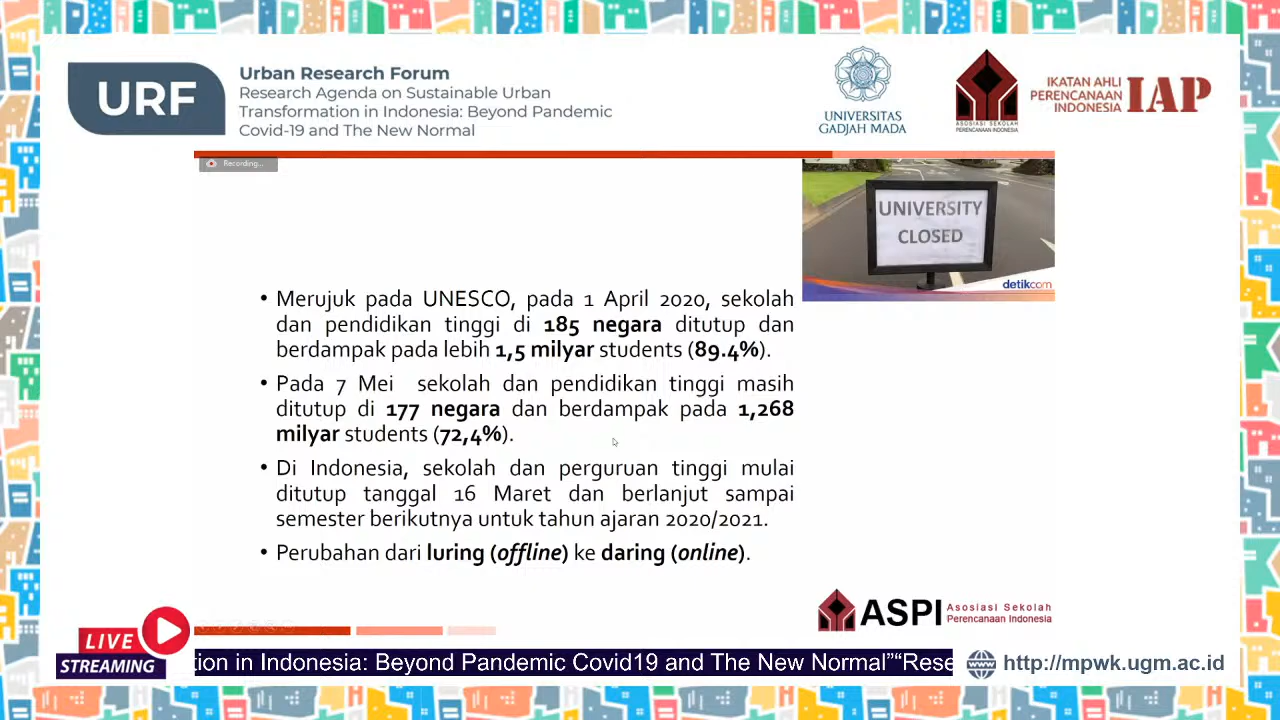 URF
Urban Research Forum
Research Agenda on Sustainable Urban
Transformation in Indonesia: Beyond Pandemic
Covid-19 and The New Normal
UNIVERSITAS
GADJAH MADA
ASOSIASI SEKOLAH
PERENCANAAN INDONESIA
IKATAN AHLI
PERENCANAAN
INDONESIA
IAP
Recording...
UNIVERSITY
CLOSED
detikcom
• Merujuk pada UNESCO, pada 1 April 2020, sekolah
dan pendidikan tinggi di 185 negara ditutup dan
berdampak pada lebih 1,5 milyar students (89.4%).
• Pada 7 Mei sekolah dan pendidikan tinggi masih
ditutup di 177 negara dan berdampak pada 1,268
milyar students (72,4%).
• Di Indonesia, sekolah dan perguruan tinggi mulai
ditutup tanggal 16 Maret dan berlanjut sampai
semester berikutnya untuk tahun ajaran 2020/2021.
• Perubahan dari luring (offline) ke daring (online).
ASPI
Asosiasi Sekolah
Perencanaan Indonesia
LIVE
STREAMING
tion in Indonesia: Beyond Pandemic Covid19 and The New Normal”“Rese
http://mpwk.ugm.ac.id